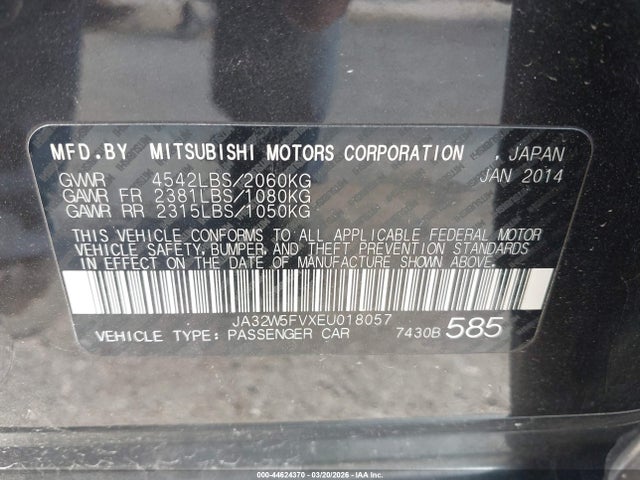 MFD.BY MITSUBISHI MOTORS CORPORATION , JAPAN
GVWR 4542LBS/2060KG JAN 2014
GAWR FR 2381LBS/1080KG
GAWR RR 2315LBS/1050KG
THIS VEHICLE CONFORMS TO ALL APPLICABLE FEDERAL MOTOR
VEHICLE SAFETY, BUMPER, AND THEFT PREVENTION STANDARDS
IN EFFECT ON THE DATE OF MANUFACTURE SHOWN ABOVE.
JA32W5FVXEU018057
VEHICLE TYPE: PASSENGER CAR 7430B 585
000-44624370 - 03/20/2026 - IAAI Corporate